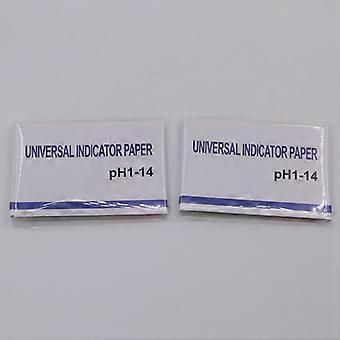 UNIVERSAL INDICATOR PAPER
pH1-14
UNIVERSAL INDICATOR PAPER
pH1-14